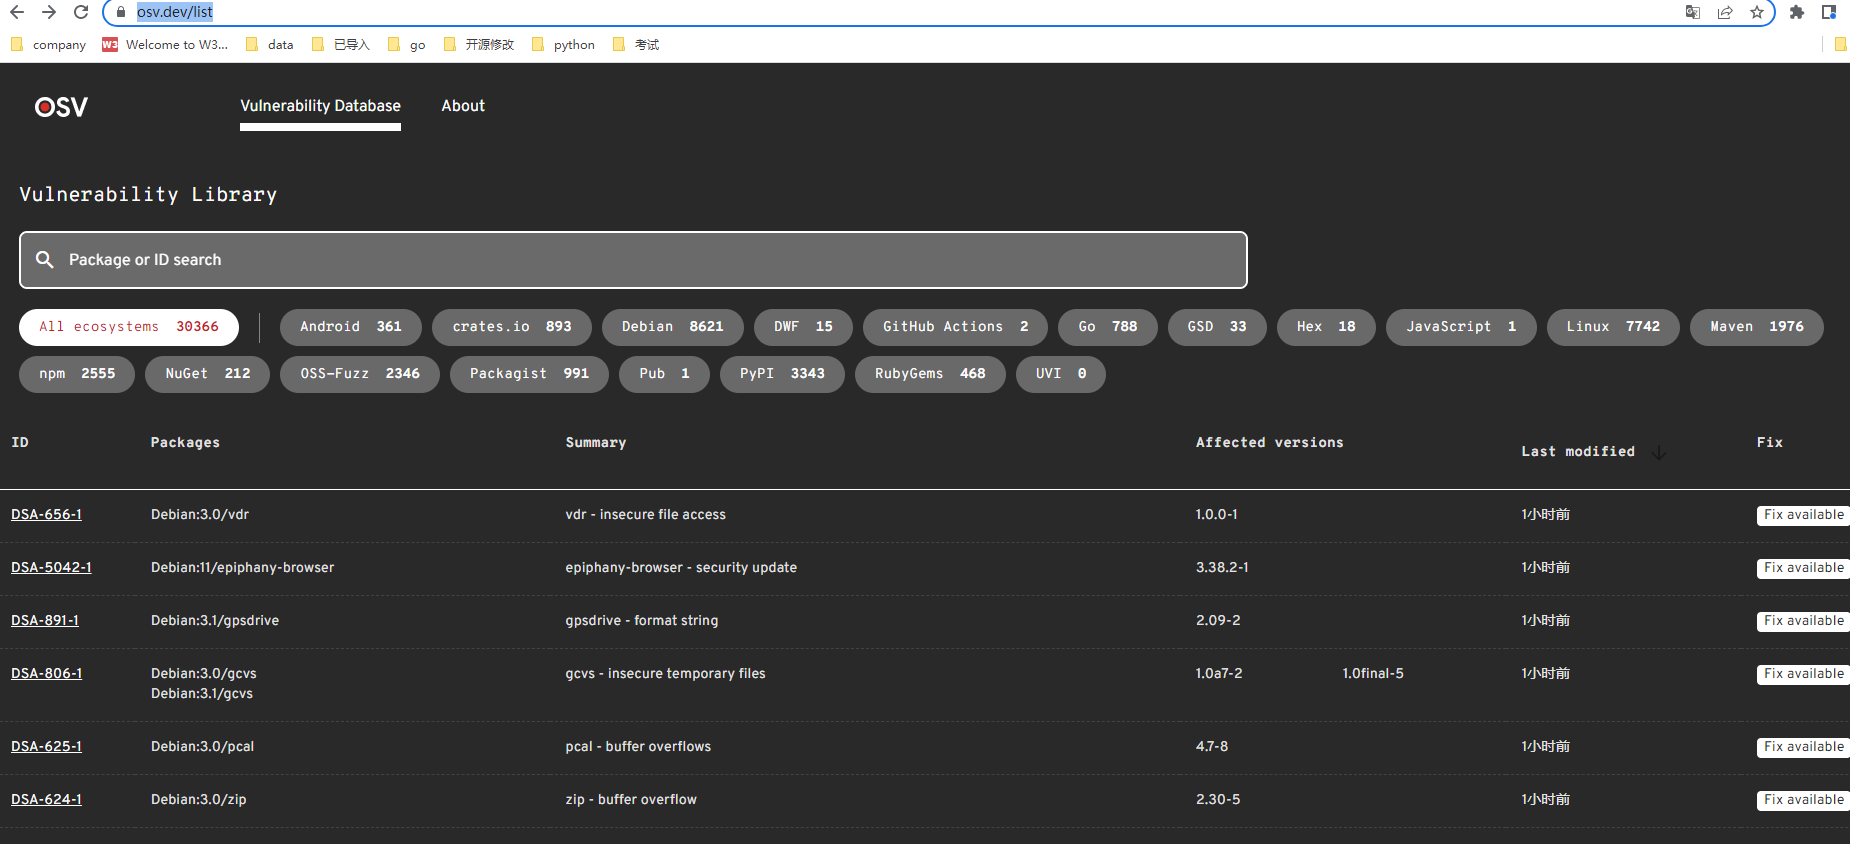 osv.dev/list
company Welcome to W3... data 已导入 go 开源修改 python 考试
OSV Vulnerability Database About
Vulnerability Library
Package or ID search
All ecosystems 30366 Android 361 crates.io 893 Debian 8621 DWF 15 GitHub Actions 2 Go 788 GSD 33 Hex 18 JavaScript 1 Linux 7742 Maven 1976
npm 2555 NuGet 212 OSS-Fuzz 2346 Packagist 991 Pub 1 PyPI 3343 RubyGems 468 UVI 0
ID Packages Summary Affected versions Last modified Fix
DSA-656-1 Debian:3.0/vdr vdr - insecure file access 1.0.0-1 1小时前 Fix available
DSA-5042-1 Debian:11/epiphany-browser epiphany-browser - security update 3.38.2-1 1小时前 Fix available
DSA-891-1 Debian:3.1/gpsdrive gpsdrive - format string 2.09-2 1小时前 Fix available
DSA-806-1 Debian:3.0/gcvs gcvs - insecure temporary files 1.0a7-2 1.0final-5 1小时前 Fix available
Debian:3.1/gcvs
DSA-625-1 Debian:3.0/pcal pcal - buffer overflows 4.7-8 1小时前 Fix available
DSA-624-1 Debian:3.0/zip zip - buffer overflow 2.30-5 1小时前 Fix available